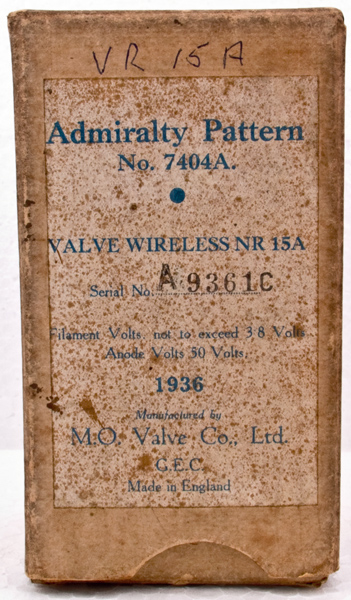 VR 15A
Admiralty Pattern
No. 7404A.
VALVE WIRELESS NR 15A
Serial No. A 9361C
Filament Volts. not to exceed 3.8 Volts
Anode Volts 50 Volts.
1936
Manufactured by
M.O. Valve Co., Ltd.
G.E.C.
Made in England